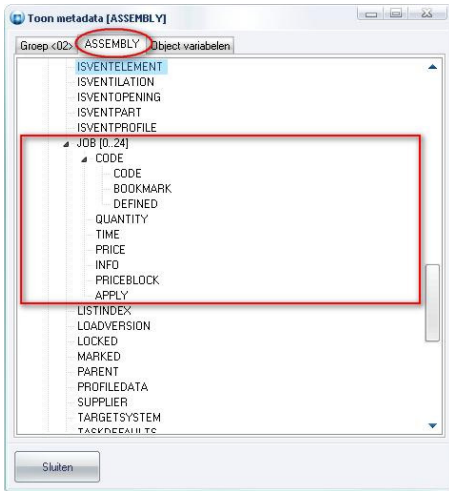 Toon metadata [ASSEMBLY]
Groep <02> ASSEMBLY Object variabelen
ISVENTELEMENT
ISVENTILATION
ISVENTOPENING
ISVENTPART
ISVENTPROFILE
JOB [0..24]
CODE
CODE
BOOKMARK
DEFINED
QUANTITY
TIME
PRICE
INFO
PRICEBLOCK
APPLY
LISTINDEX
LOADVERSION
LOCKED
MARKED
PARENT
PROFILEDATA
SUPPLIER
TARGETSYSTEM
TASKDEFAULTS
Sluiten